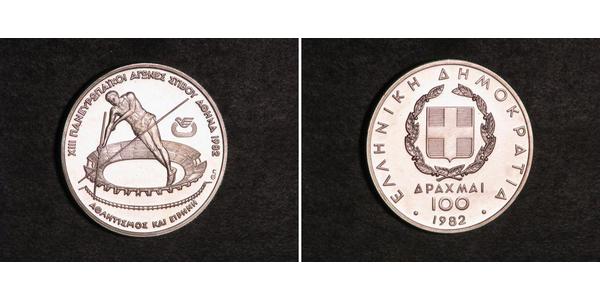 XIII ΠΑΝΕΥΡΩΠΑΪΚΟΙ ΑΓΩΝΕΣ ΣΤΙΒΟΥ ΑΘΗΝΑ 1982
ΑΘΛΗΤΙΣΜΟΣ ΚΑΙ ΕΙΡΗΝΗ
ΕΛΛΗΝΙΚΗ ΔΗΜΟΚΡΑΤΙΑ
ΔΡΑΧΜΑΙ
100
• 1982 •